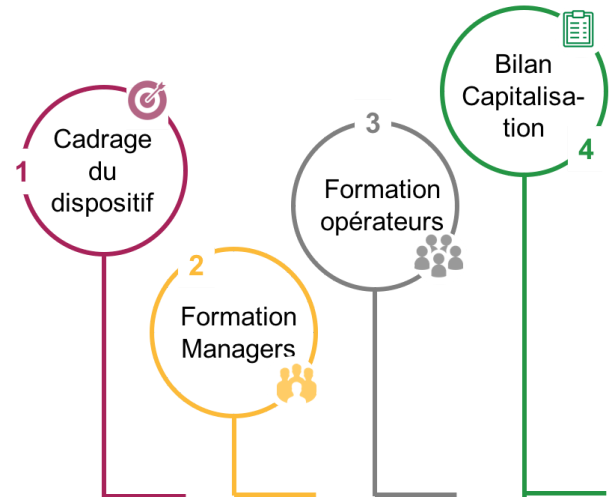 1
Cadrage
du
dispositif
2
Formation
Managers
3
Formation
opérateurs
Bilan
Capitalisa-
tion
4